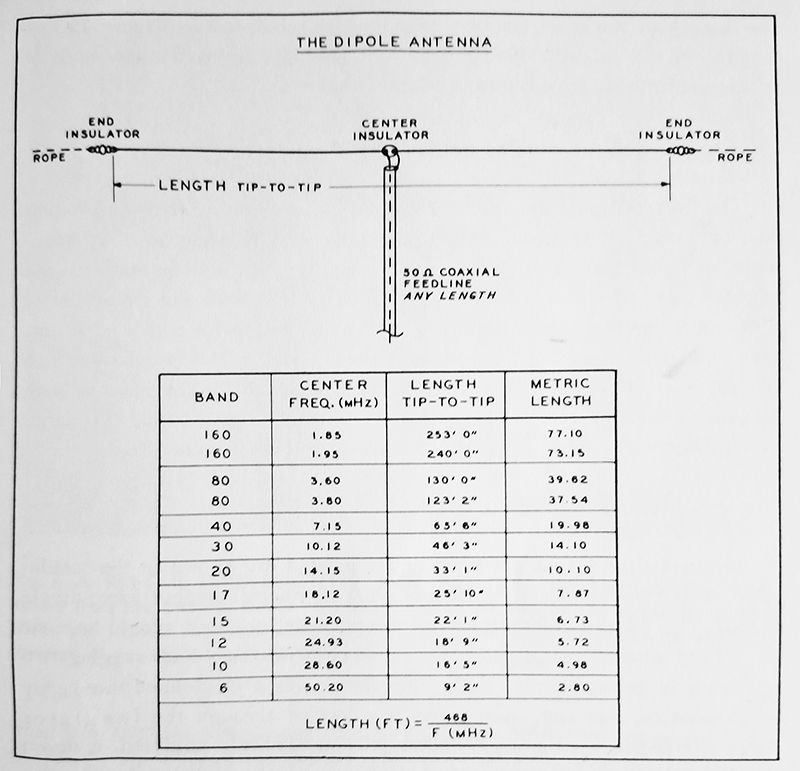 THE DIPOLE ANTENNA
END INSULATOR
CENTER INSULATOR
END INSULATOR
ROPE
ROPE
LENGTH TIP-TO-TIP
50 Ω COAXIAL
FEEDLINE
ANY LENGTH
BAND CENTER FREQ. (MHz) LENGTH TIP-TO-TIP METRIC LENGTH
160 1.85 253' 0" 77.10
160 1.95 240' 0" 73.15
80 3.60 130' 0" 39.62
80 3.80 123' 2" 37.54
40 7.15 65' 6" 19.98
30 10.12 46' 3" 14.10
20 14.15 33' 1" 10.10
17 18.12 25' 10" 7.87
15 21.20 22' 1" 6.73
12 24.93 18' 9" 5.72
10 28.60 16' 5" 4.98
6 50.20 9' 2" 2.80
LENGTH (FT) = 468 / F (MHz)